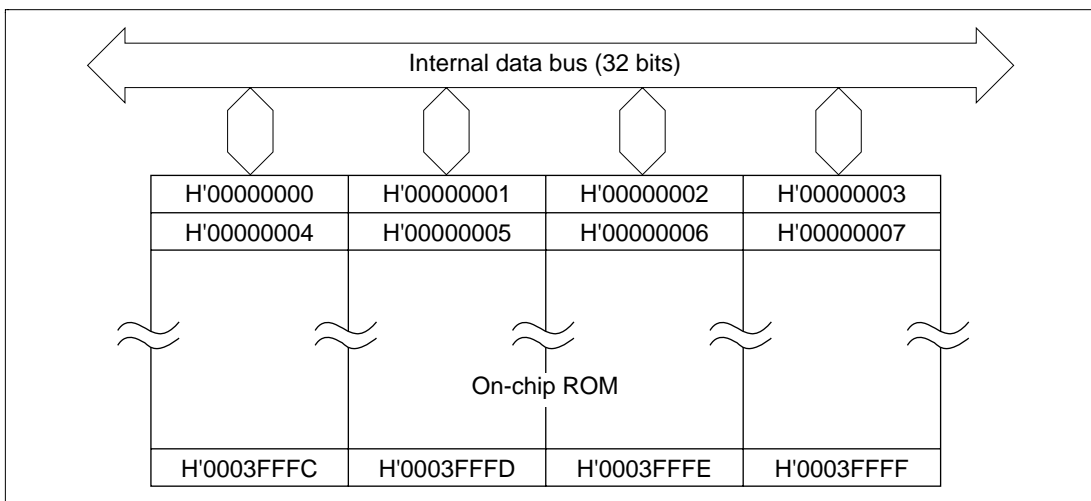 Internal data bus (32 bits)
H'00000000 H'00000001 H'00000002 H'00000003
H'00000004 H'00000005 H'00000006 H'00000007
On-chip ROM
H'0003FFFC H'0003FFFD H'0003FFFE H'0003FFFF